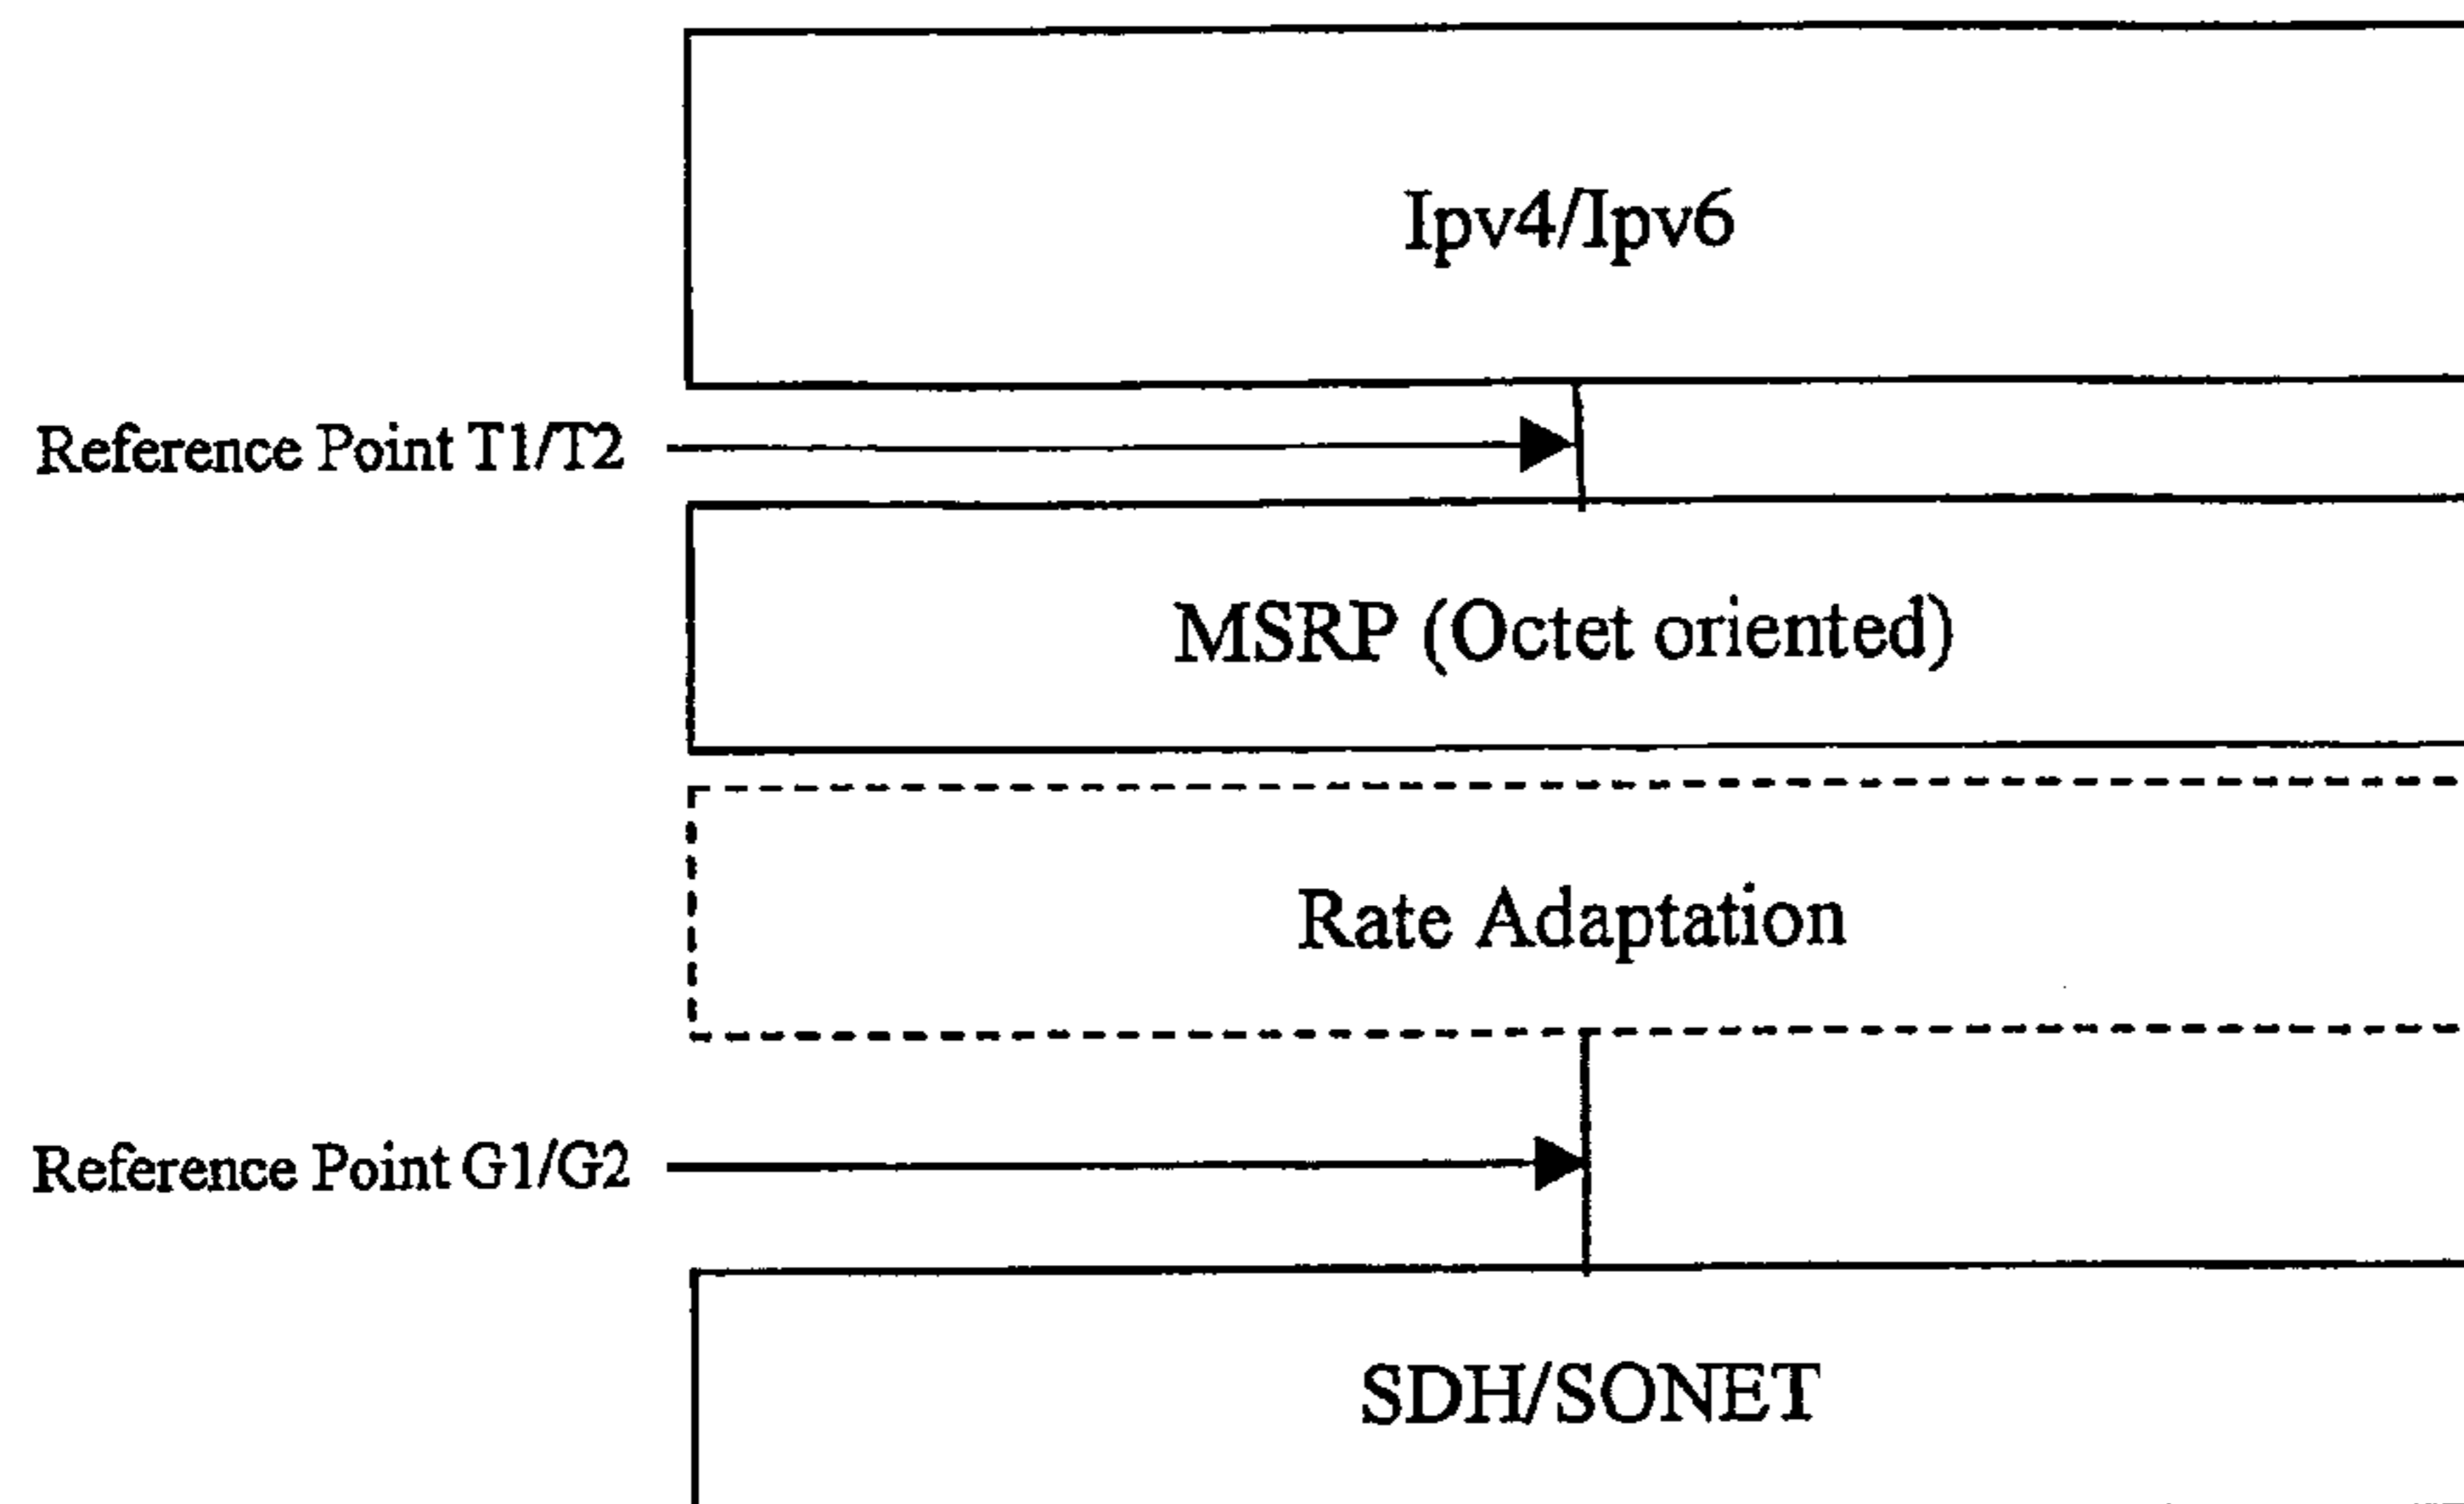 Ipv4/Ipv6
Reference Point T1/T2
MSRP (Octet oriented)
Rate Adaptation
Reference Point G1/G2
SDH/SONET